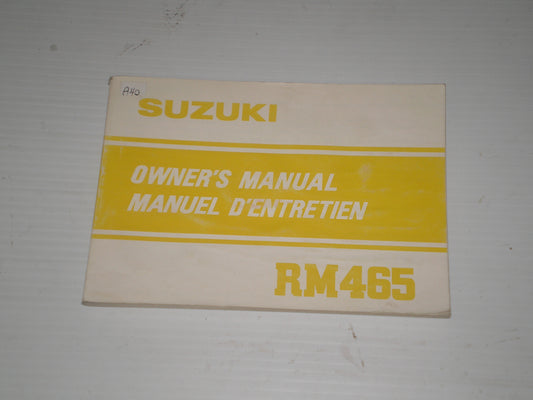 A40
SUZUKI
OWNER'S MANUAL
MANUEL D'ENTRETIEN
RM465